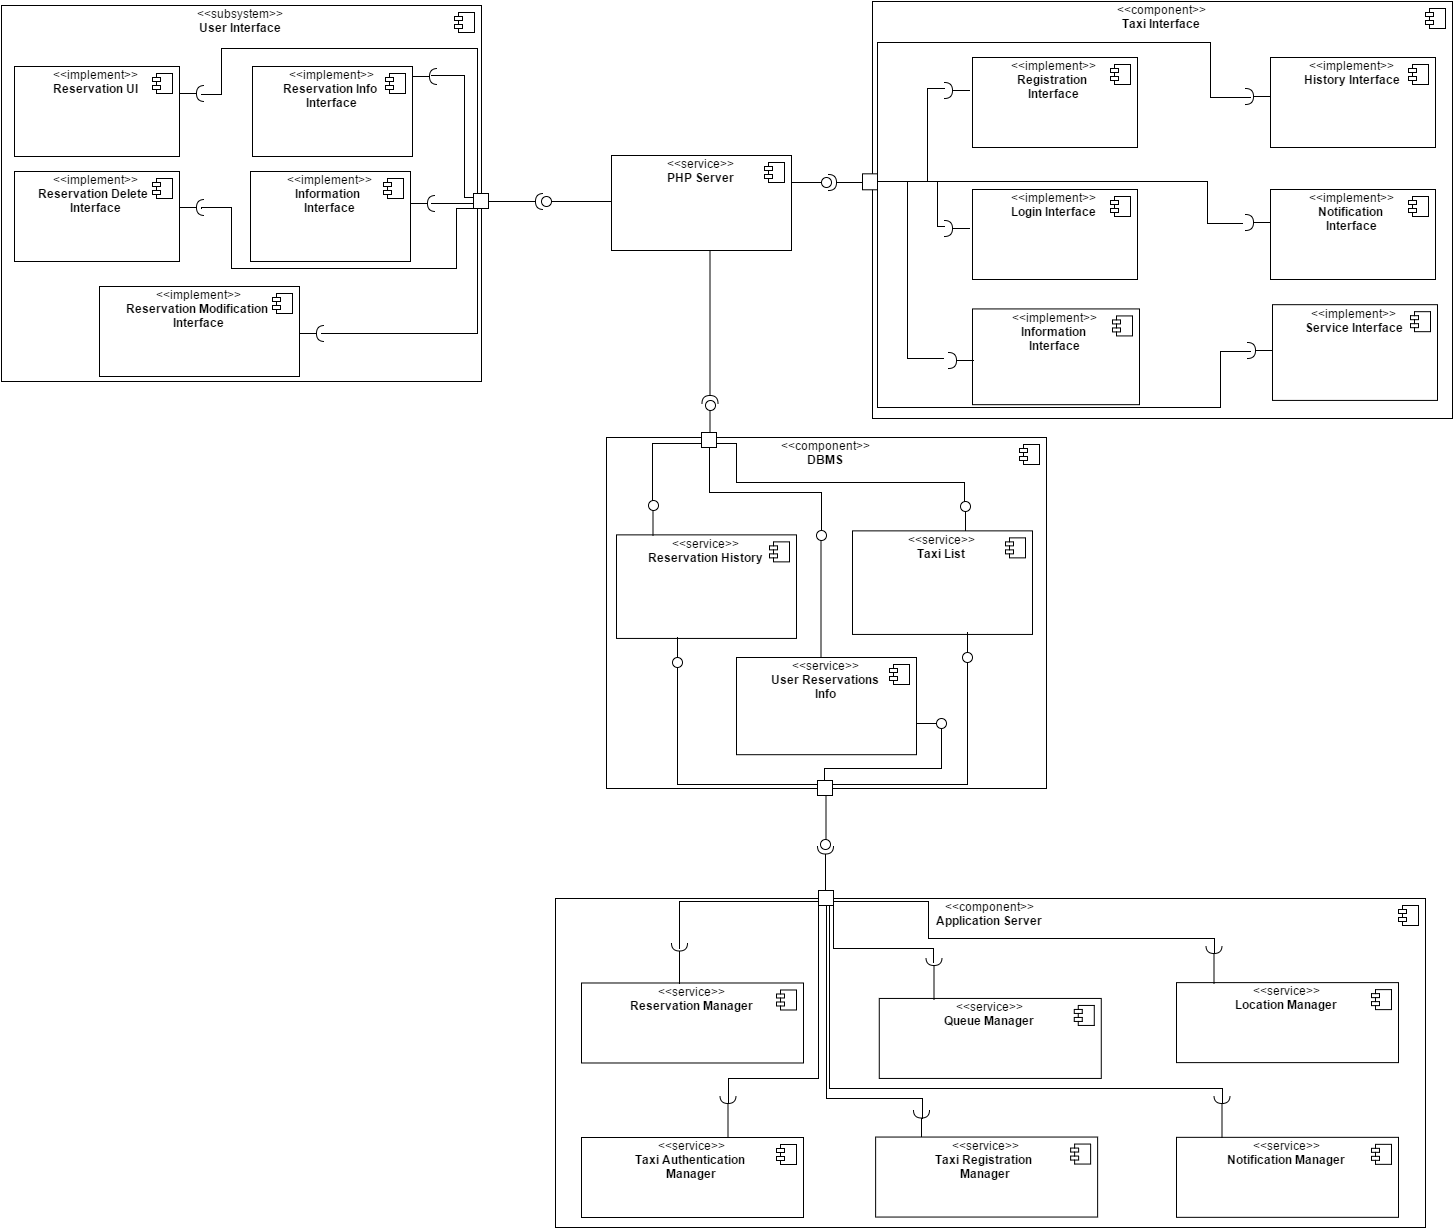 <<subsystem>>
User Interface
<<implement>>
Reservation UI
<<implement>>
Reservation Info
Interface
<<implement>>
Reservation Delete
Interface
<<implement>>
Information
Interface
<<implement>>
Reservation Modification
Interface
<<service>>
PHP Server
<<component>>
Taxi Interface
<<implement>>
Registration
Interface
<<implement>>
History Interface
<<implement>>
Login Interface
<<implement>>
Notification
Interface
<<implement>>
Information
Interface
<<implement>>
Service Interface
<<component>>
DBMS
<<service>>
Reservation History
<<service>>
Taxi List
<<service>>
User Reservations
Info
<<component>>
Application Server
<<service>>
Reservation Manager
<<service>>
Queue Manager
<<service>>
Location Manager
<<service>>
Taxi Authentication
Manager
<<service>>
Taxi Registration
Manager
<<service>>
Notification Manager